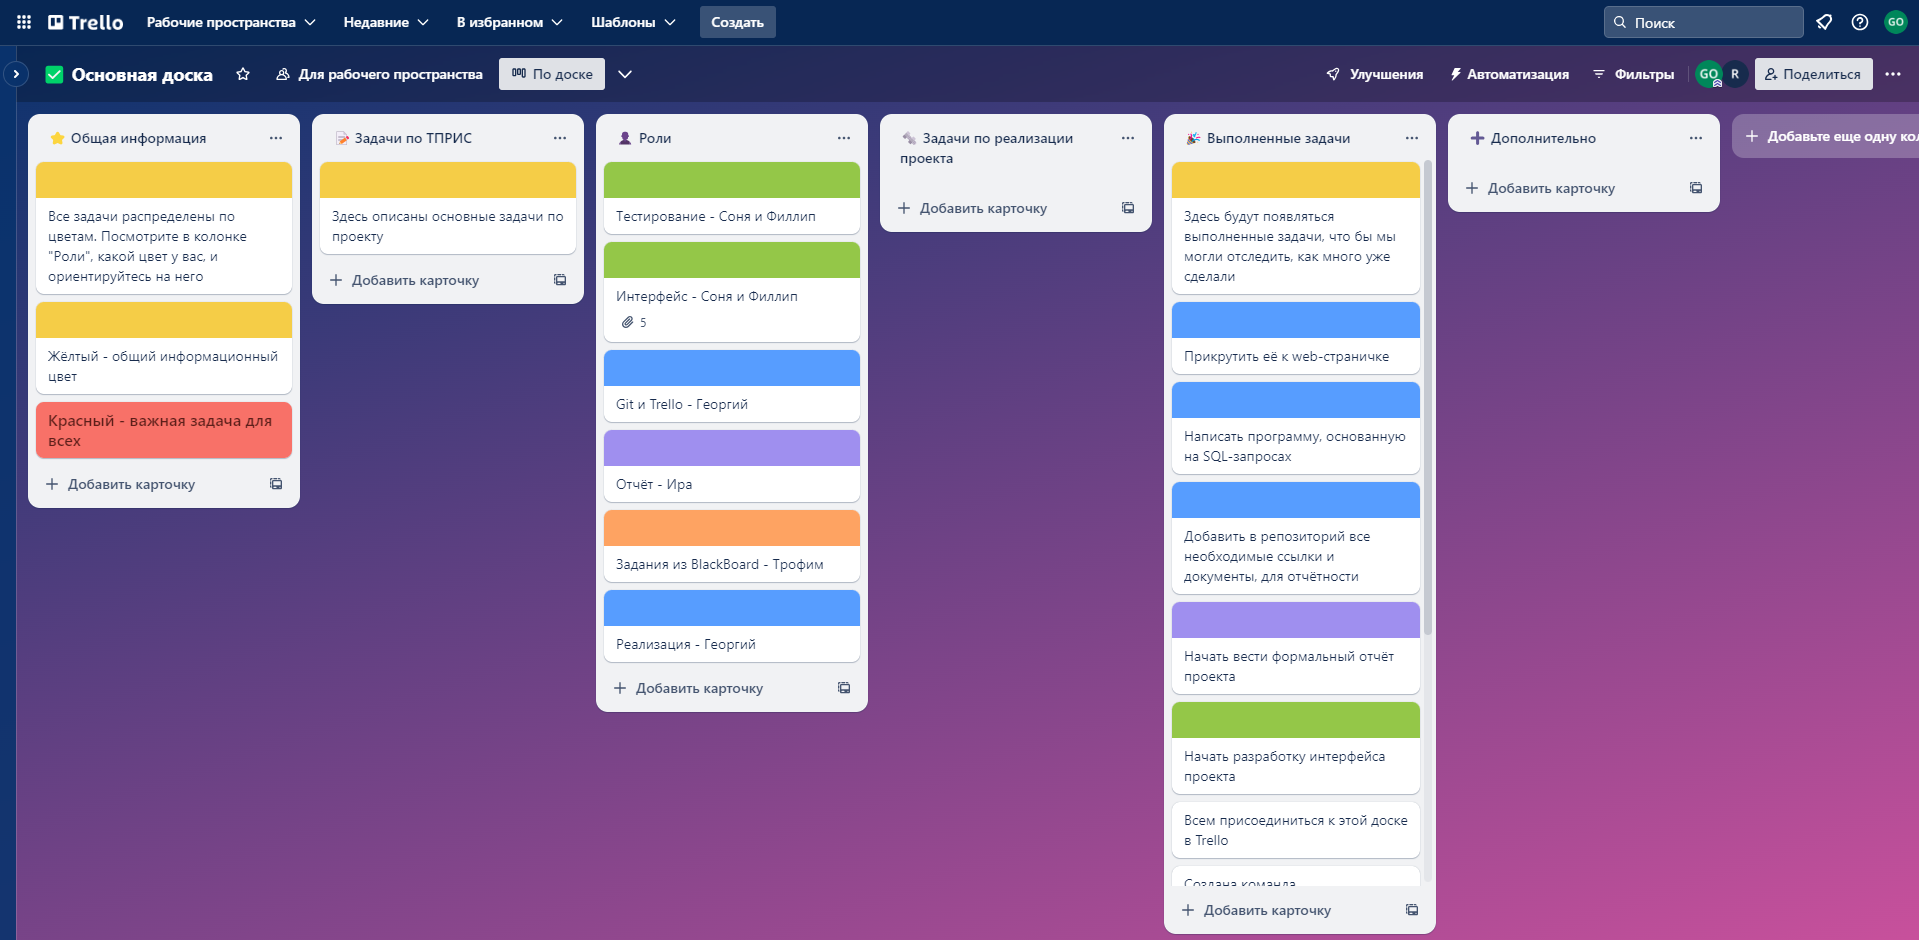 Trello
Рабочие пространства
Недавние
В избранном
Шаблоны
Создать
Поиск
GO
Основная доска
Для рабочего пространства
По доске
Улучшения
Автоматизация
Фильтры
GO
R
Поделиться
Общая информация
Все задачи распределены по
цветам. Посмотрите в колонке
"Роли", какой цвет у вас, и
ориентируйтесь на него
Жёлтый - общий информационный
цвет
Красный - важная задача для
всех
Добавить карточку
Задачи по ТПРИС
Здесь описаны основные задачи по
проекту
Добавить карточку
Роли
Тестирование - Соня и Филлип
Интерфейс - Соня и Филлип
5
Git и Trello - Георгий
Отчёт - Ира
Задания из BlackBoard - Трофим
Реализация - Георгий
Добавить карточку
Задачи по реализации
проекта
Добавить карточку
Выполненные задачи
Здесь будут появляться
выполненные задачи, что бы мы
могли отследить, как много уже
сделали
Прикрутить её к web-страничке
Написать программу, основанную
на SQL-запросах
Добавить в репозиторий все
необходимые ссылки и
документы, для отчётности
Начать вести формальный отчёт
проекта
Начать разработку интерфейса
проекта
Всем присоединиться к этой доске
в Trello
Создана команда
Добавить карточку
Дополнительно
Добавить карточку
Добавьте еще одну кол